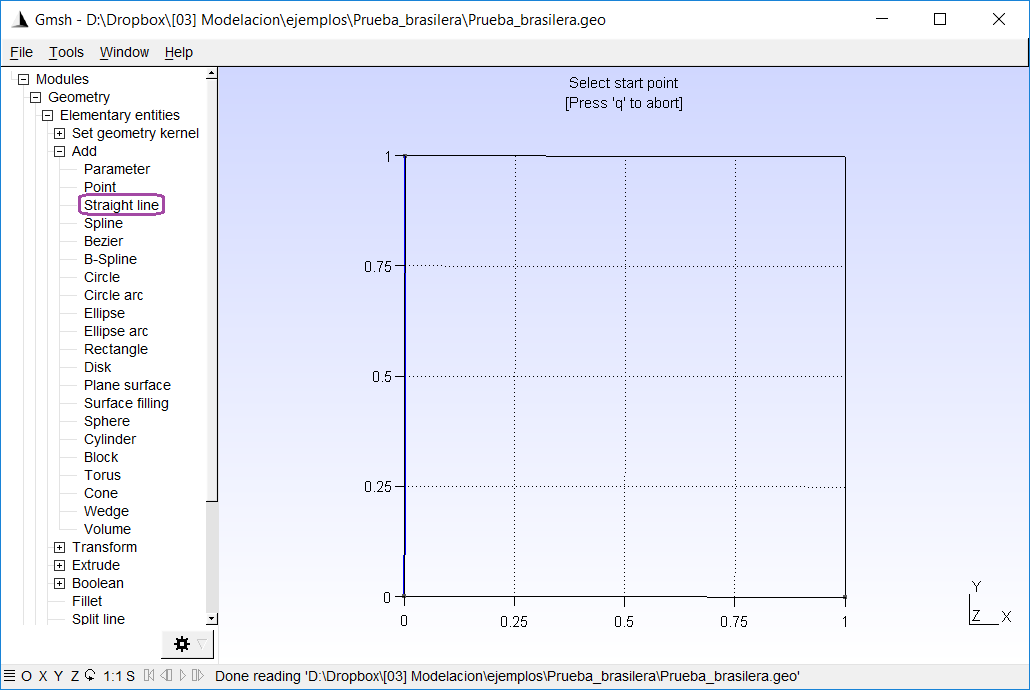 Gmsh - D:\Dropbox\[03] Modelacion\ejemplos\Prueba_brasilera\Prueba_brasilera.geo
File Tools Window Help
Modules
Geometry
Elementary entities
Set geometry kernel
Add
Parameter
Point
Straight line
Spline
Bezier
B-Spline
Circle
Circle arc
Ellipse
Ellipse arc
Rectangle
Disk
Plane surface
Surface filling
Sphere
Cylinder
Block
Torus
Cone
Wedge
Volume
Transform
Extrude
Boolean
Fillet
Split line
Select start point
[Press 'q' to abort]
1
0.75
0.5
0.25
0
0 0.25 0.5 0.75 1
Y
Z X
O X Y Z 1:1 S Done reading 'D:\Dropbox\[03] Modelacion\ejemplos\Prueba_brasilera\Prueba_brasilera.geo'